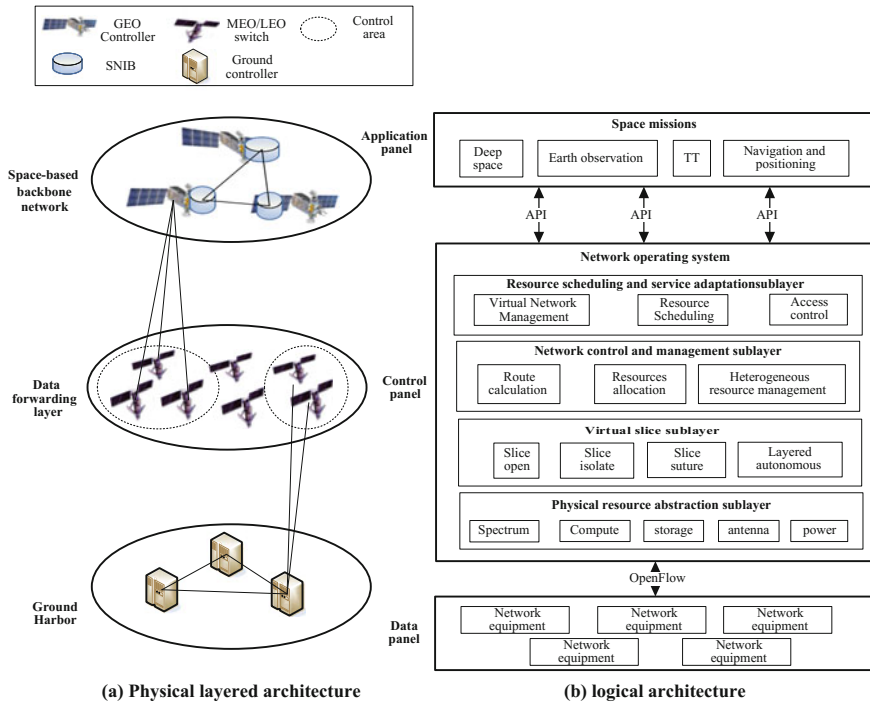 GEO
Controller
MEO/LEO
switch
Control
area
SNIB
Ground
controller
Space-based
backbone
network
Data
forwarding
layer
Ground
Harbor
(a) Physical layered architecture
Application
panel
Space missions
Deep
space
Earth observation
TT
Navigation and
positioning
API
API
API
Control
panel
Network operating system
Resource scheduling and service adaptationsublayer
Virtual Network
Management
Resource
Scheduling
Access
control
Network control and management sublayer
Route
calculation
Resources
allocation
Heterogeneous
resource management
Virtual slice sublayer
Slice
open
Slice
isolate
Slice
suture
Layered
autonomous
Physical resource abstraction sublayer
Spectrum
Compute
storage
antenna
power
OpenFlow
Data
panel
Network
equipment
Network
equipment
Network
equipment
Network
equipment
Network
equipment
(b) logical architecture